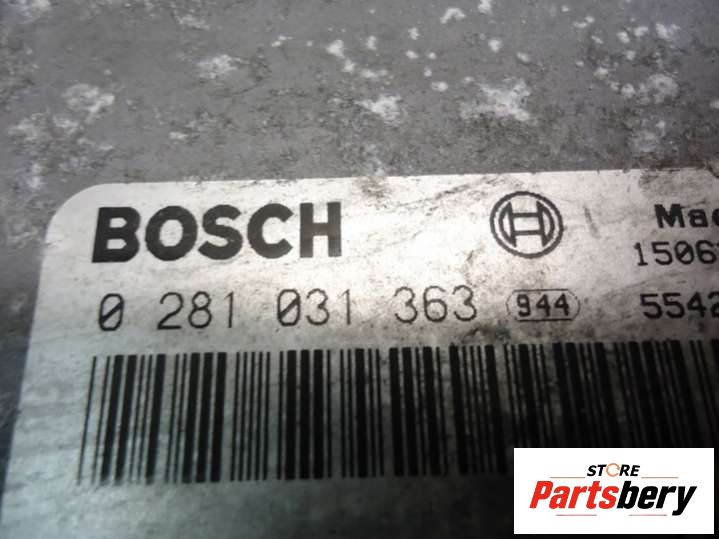 BOSCH
0 281 031 363 944
STORE
Partsbery